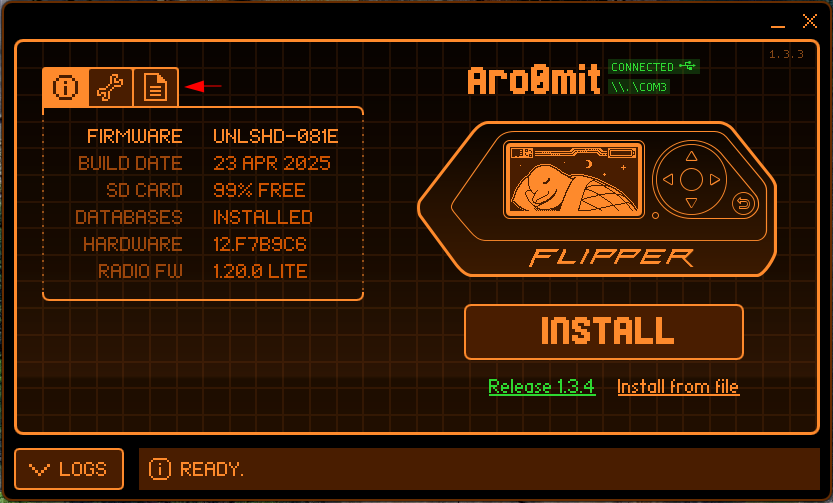 1.3.3
Aro0mit
CONNECTED
\\.\COM3
FIRMWARE UNLSHD-081E
BUILD DATE 23 APR 2025
SD CARD 99% FREE
DATABASES INSTALLED
HARDWARE 12.F7B9C6
RADIO FW 1.20.0 LITE
FLIPPER
INSTALL
Release 1.3.4 Install from file
LOGS
READY.